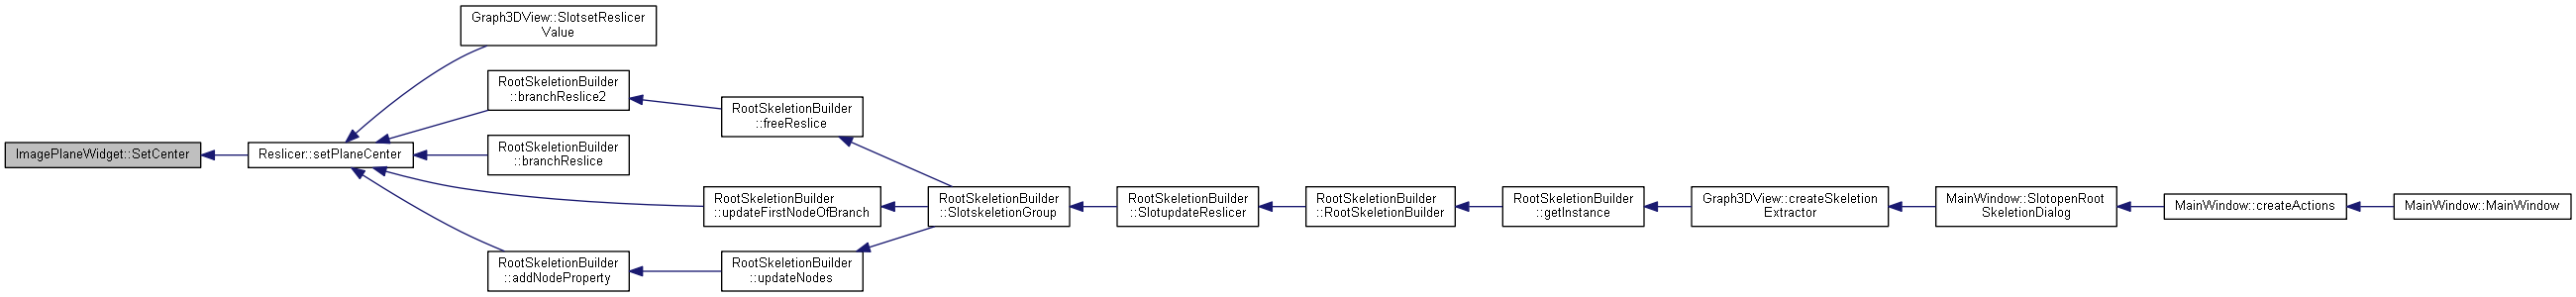 Graph3DView::SlotsetReslicer
Value
RootSkeletionBuilder
::branchReslice2
RootSkeletionBuilder
::freeReslice
ImagePlaneWidget::SetCenter
Reslicer::setPlaneCenter
RootSkeletionBuilder
::branchReslice
RootSkeletionBuilder
::updateFirstNodeOfBranch
RootSkeletionBuilder
::SlotskeletionGroup
RootSkeletionBuilder
::SlotupdateReslicer
RootSkeletionBuilder
::RootSkeletionBuilder
RootSkeletionBuilder
::getInstance
Graph3DView::createSkeletion
Extractor
MainWindow::SlotopenRoot
SkeletionDialog
MainWindow::createActions
MainWindow::MainWindow
RootSkeletionBuilder
::addNodeProperty
RootSkeletionBuilder
::updateNodes